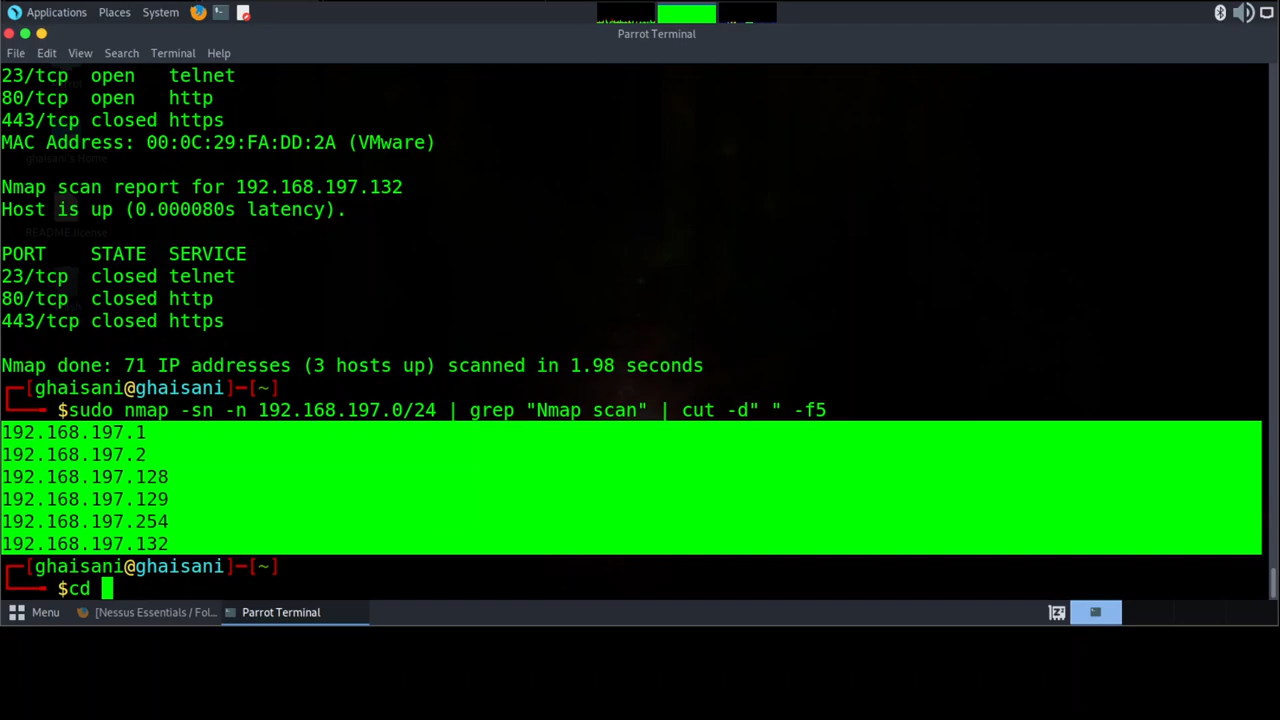 Applications Places System
Parrot Terminal
File Edit View Search Terminal Help
23/tcp open telnet
80/tcp open http
443/tcp closed https
MAC Address: 00:0C:29:FA:DD:2A (VMware)
ghaisani's Home
Nmap scan report for 192.168.197.132
Host is up (0.000080s latency).
README.license
PORT STATE SERVICE
23/tcp closed telnet
80/tcp closed http
443/tcp closed https
Nmap done: 71 IP addresses (3 hosts up) scanned in 1.98 seconds
[ghaisani@ghaisani]─[~]
$sudo nmap -sn -n 192.168.197.0/24 | grep "Nmap scan" | cut -d" " -f5
192.168.197.1
192.168.197.2
192.168.197.128
192.168.197.129
192.168.197.254
192.168.197.132
[ghaisani@ghaisani]─[~]
$cd
Menu [Nessus Essentials / Fol... Parrot Terminal